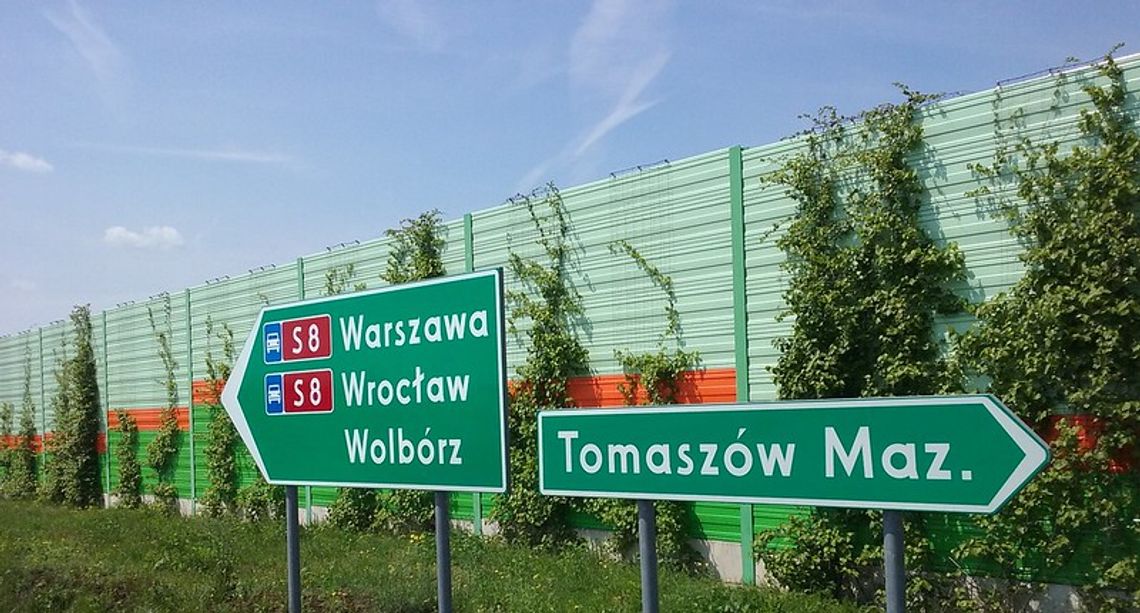 S8 Warszawa
S8 Wrocław
Wolbórz
Tomaszów Maz.